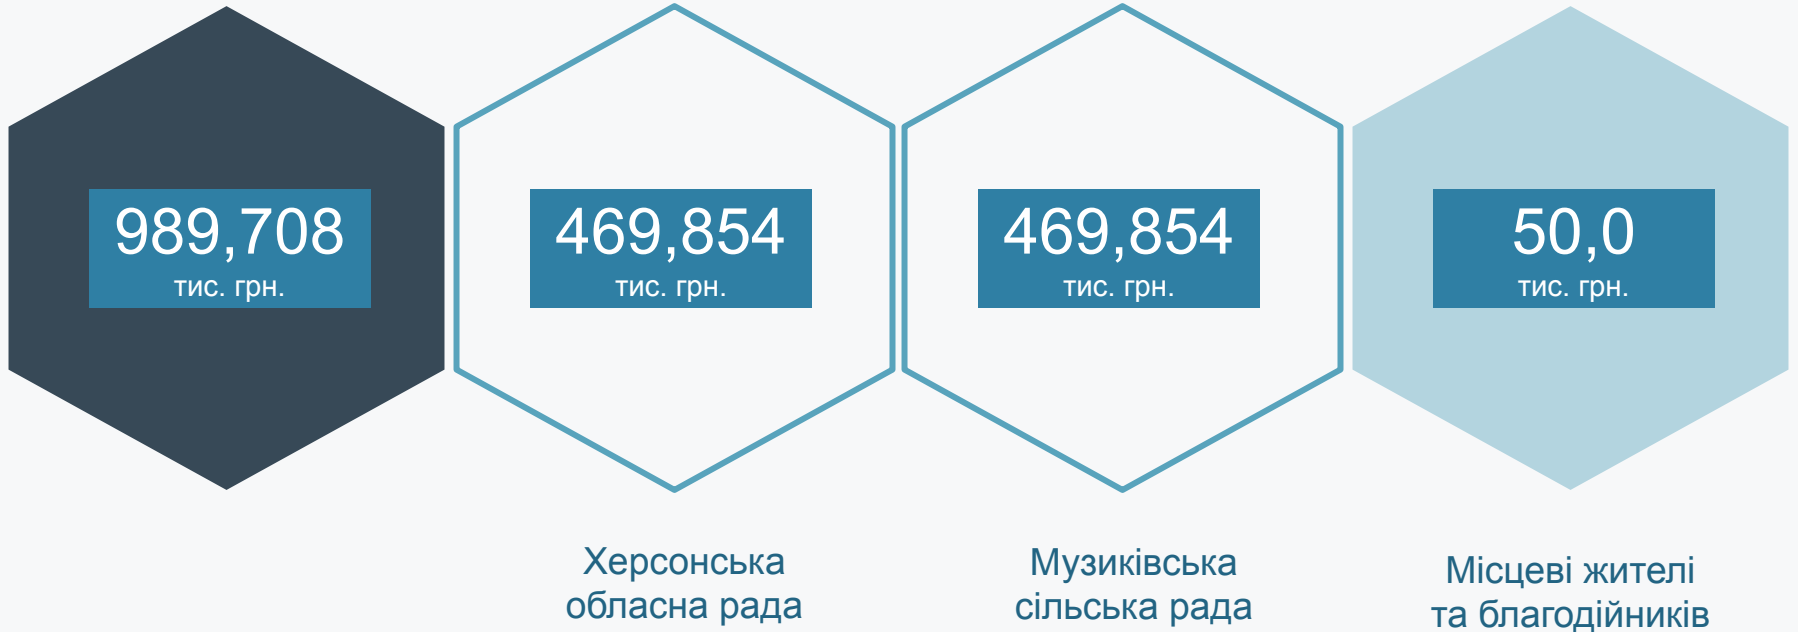 989,708
тис. грн.
469,854
тис. грн.
469,854
тис. грн.
50,0
тис. грн.
Херсонська
обласна рада
Музиківська
сільська рада
Місцеві жителі
та благодійників